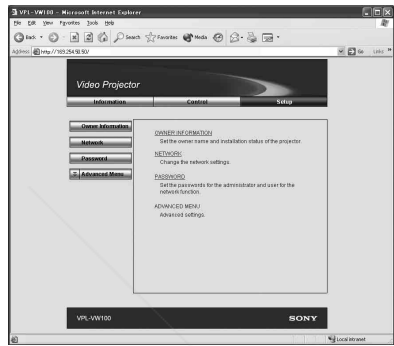 VPL-VW100 - Microsoft Internet Explorer
File Edit View Favorites Tools Help
Back Search Favorites Media
Address http://169.254.50.50/ Go Links »
Video Projector
Information Control Setup
Owner Information
Network
Password
Advanced Menu
OWNER INFORMATION
Set the owner name and installation status of the projector.
NETWORK
Change the network settings.
PASSWORD
Set the passwords for the administrator and user for the
network function.
ADVANCED MENU
Advanced settings.
VPL-VW100 SONY
Local intranet